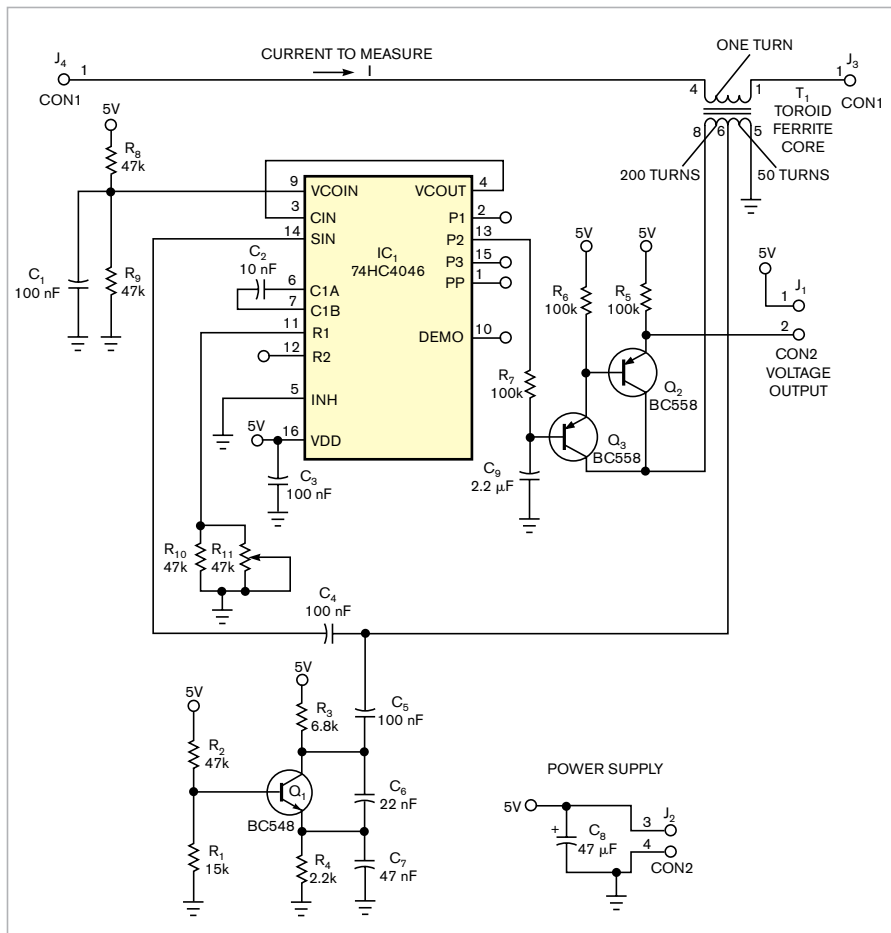 CURRENT TO MEASURE
I
ONE TURN
J4
1
CON1
4
1
1
J3
CON1
T1
TOROID
FERRITE
CORE
8
6
5
200 TURNS
50 TURNS
5V
R8
47k
9
VCOIN
VCOUT
4
3
CIN
P1
2
14
SIN
P2
13
IC1
74HC4046
P3
15
PP
1
C1
100 nF
R9
47k
C2
10 nF
6
C1A
7
C1B
11
R1
DEMO
10
12
R2
5
INH
5V
16
VDD
C3
100 nF
5V
5V
R6
100k
R5
100k
5V
J1
1
2
CON2
VOLTAGE
OUTPUT
R7
100k
Q2
BC558
Q3
BC558
C9
2.2 µF
R10
47k
R11
47k
C4
100 nF
5V
5V
R3
6.8k
C5
100 nF
R2
47k
Q1
BC548
C6
22 nF
R1
15k
R4
2.2k
C7
47 nF
POWER SUPPLY
5V
3
J2
+
C8
47 µF
4
CON2